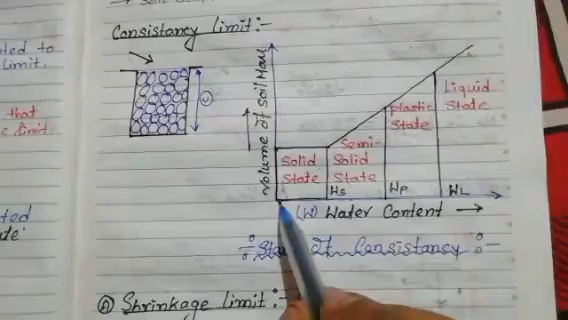 ted to
limit.
that
c limit
ted
Consistancy limit:-
Volume of Soil Mass
Solid
State
Semi-
Solid
State
plastic
State
Liquid
State
Ws
Wp
WL
(W) Water Content →
of Consistancy :-
(A) Shrinkage limit :-